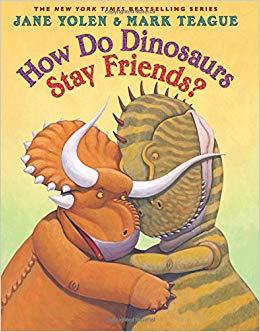 THE NEW YORK TIMES BESTSELLING SERIES
JANE YOLEN & MARK TEAGUE
How Do Dinosaurs
Stay Friends?